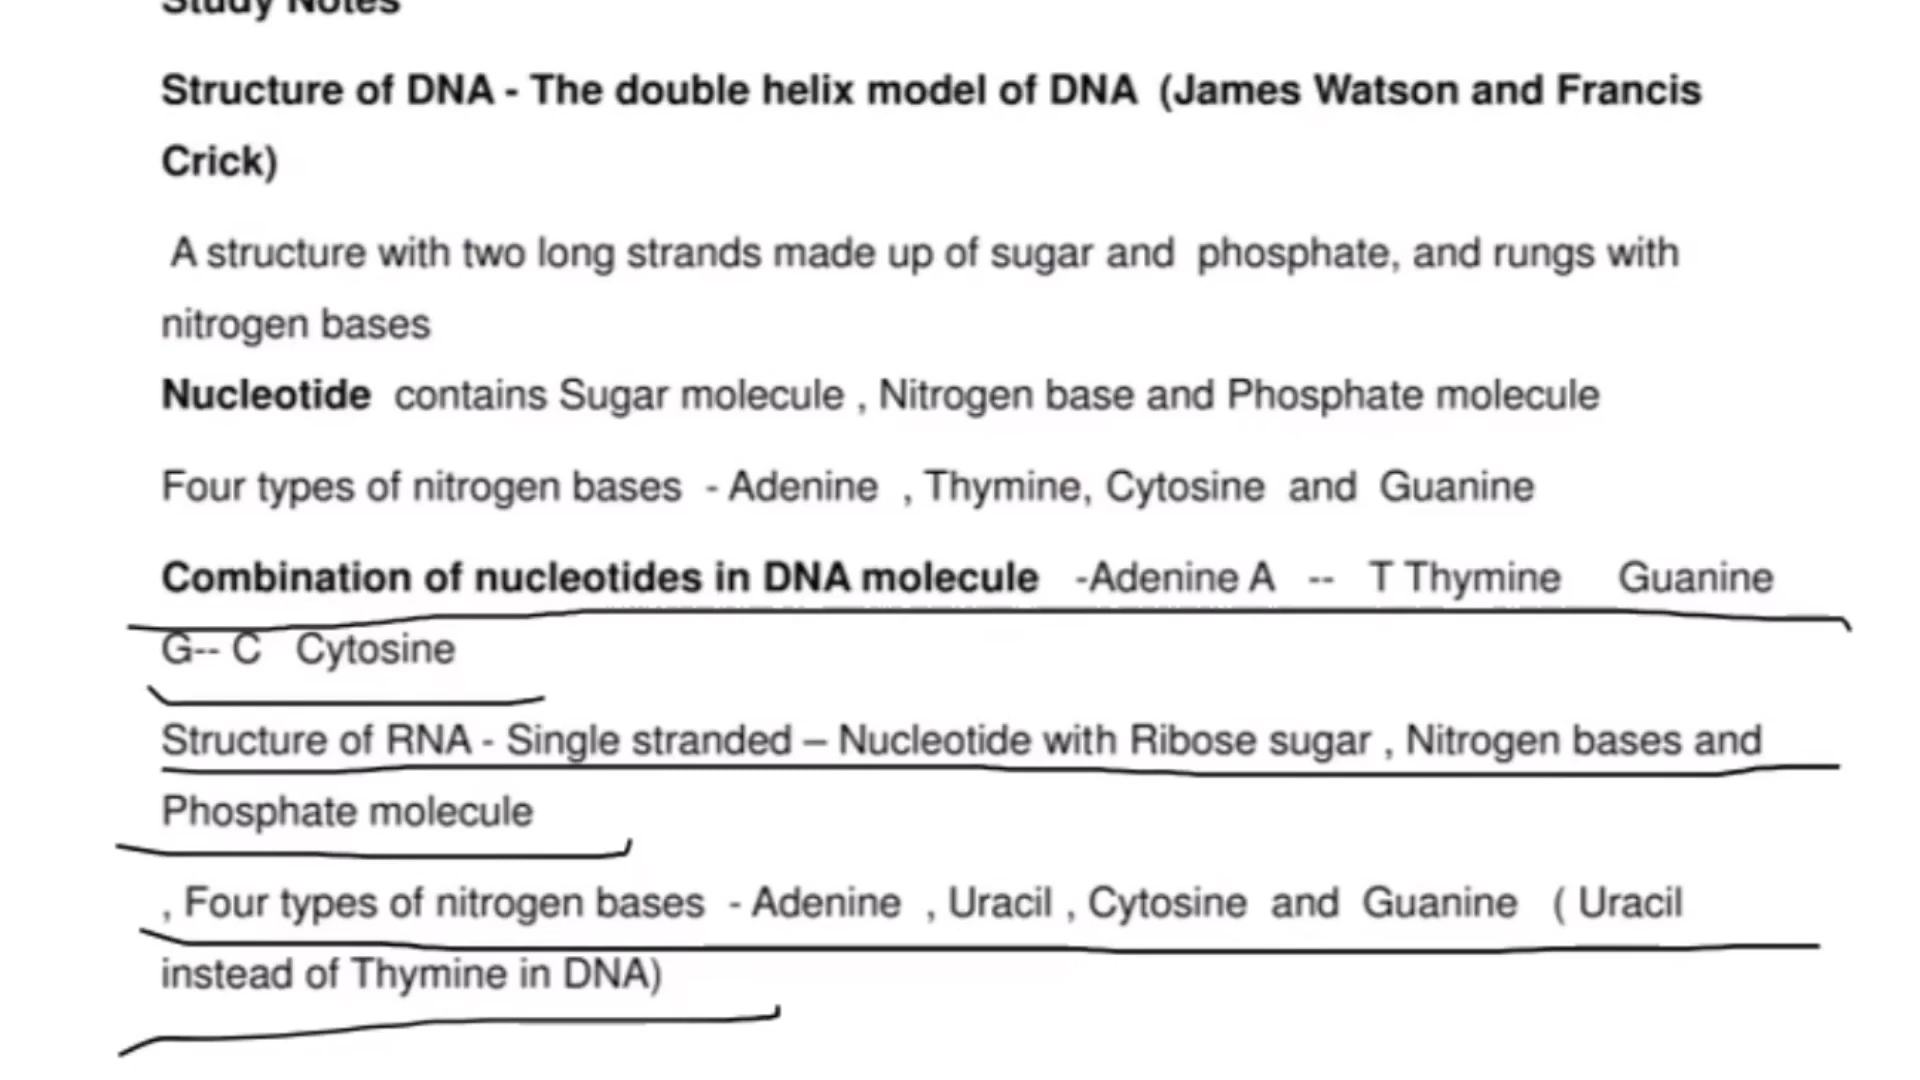 Study Notes
Structure of DNA - The double helix model of DNA (James Watson and Francis
Crick)
A structure with two long strands made up of sugar and phosphate, and rungs with
nitrogen bases
Nucleotide contains Sugar molecule , Nitrogen base and Phosphate molecule
Four types of nitrogen bases - Adenine , Thymine, Cytosine and Guanine
Combination of nucleotides in DNA molecule -Adenine A -- T Thymine Guanine
G-- C Cytosine
Structure of RNA - Single stranded – Nucleotide with Ribose sugar , Nitrogen bases and
Phosphate molecule
, Four types of nitrogen bases - Adenine , Uracil , Cytosine and Guanine ( Uracil
instead of Thymine in DNA)